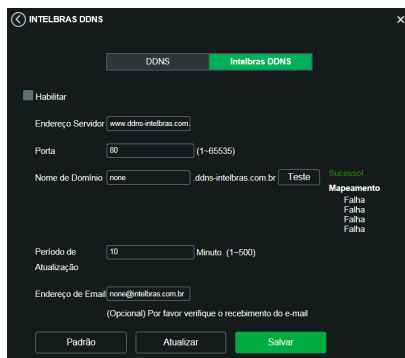 INTELBRAS DDNS
DDNS Intelbras DDNS
Habilitar
Endereço Servidor www.ddns-intelbras.com.
Porta 80 (1~65535)
Nome de Domínio none .ddns-intelbras.com.br Teste Sucesso!
Mapeamento
Falha
Falha
Falha
Falha
Período de Atualização 10 Minuto (1~500)
Endereço de Email none@intelbras.com.br
(Opcional) Por favor verifique o recebimento do e-mail
Padrão Atualizar Salvar